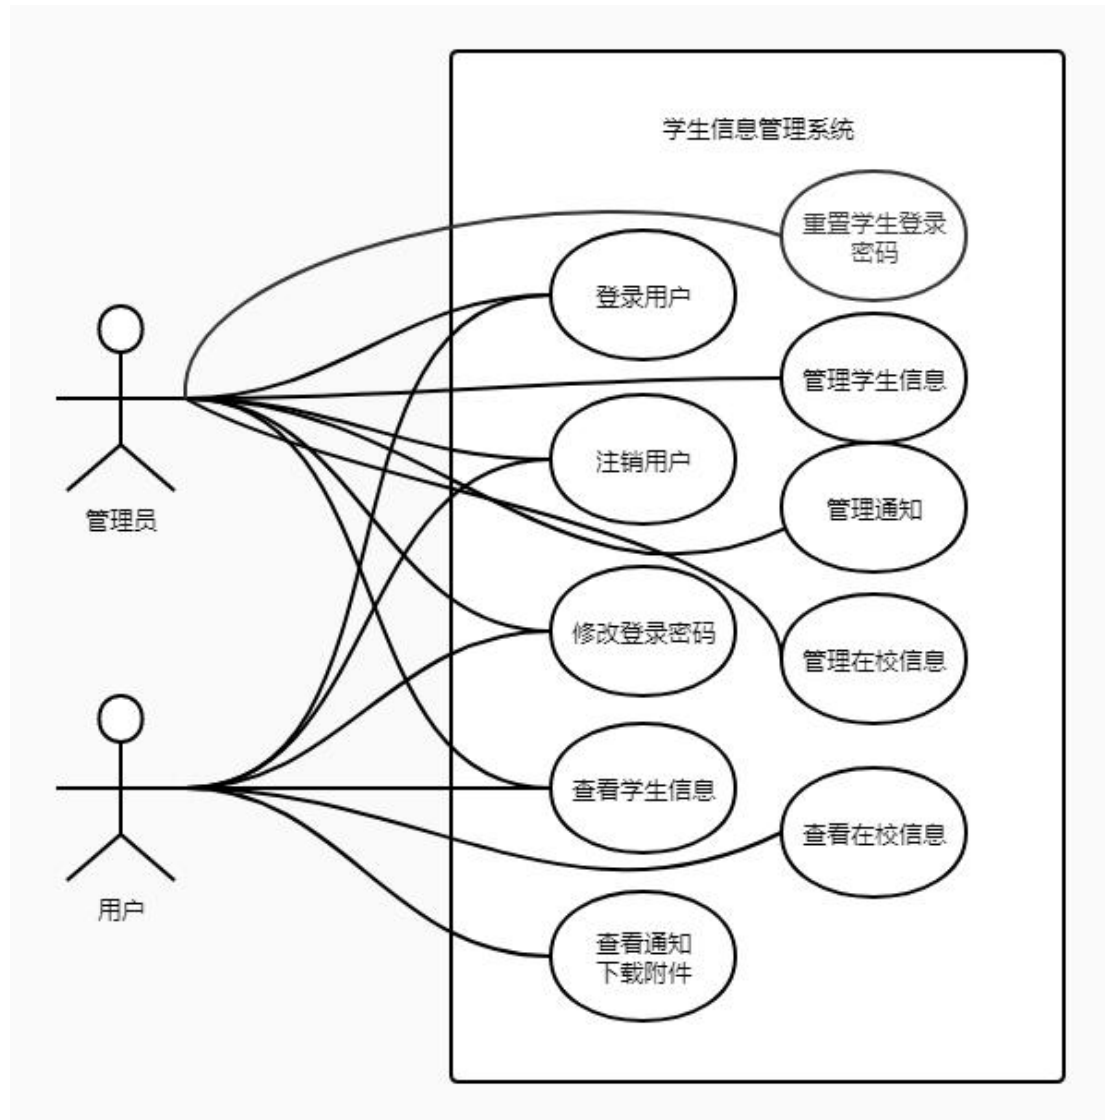 学生信息管理系统
重置学生登录
密码
登录用户
管理学生信息
注销用户
管理通知
管理员
修改登录密码
管理在校信息
查看学生信息
查看在校信息
用户
查看通知
下载附件